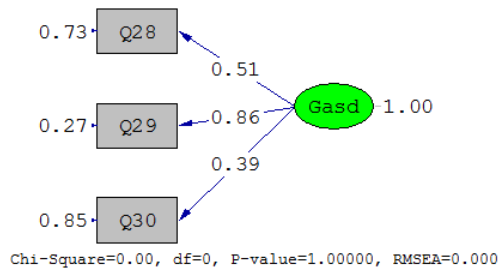 0.73 Q28
0.51
Gasd 1.00
0.27 Q29 0.86
0.39
0.85 Q30
Chi-Square=0.00, df=0, P-value=1.00000, RMSEA=0.000